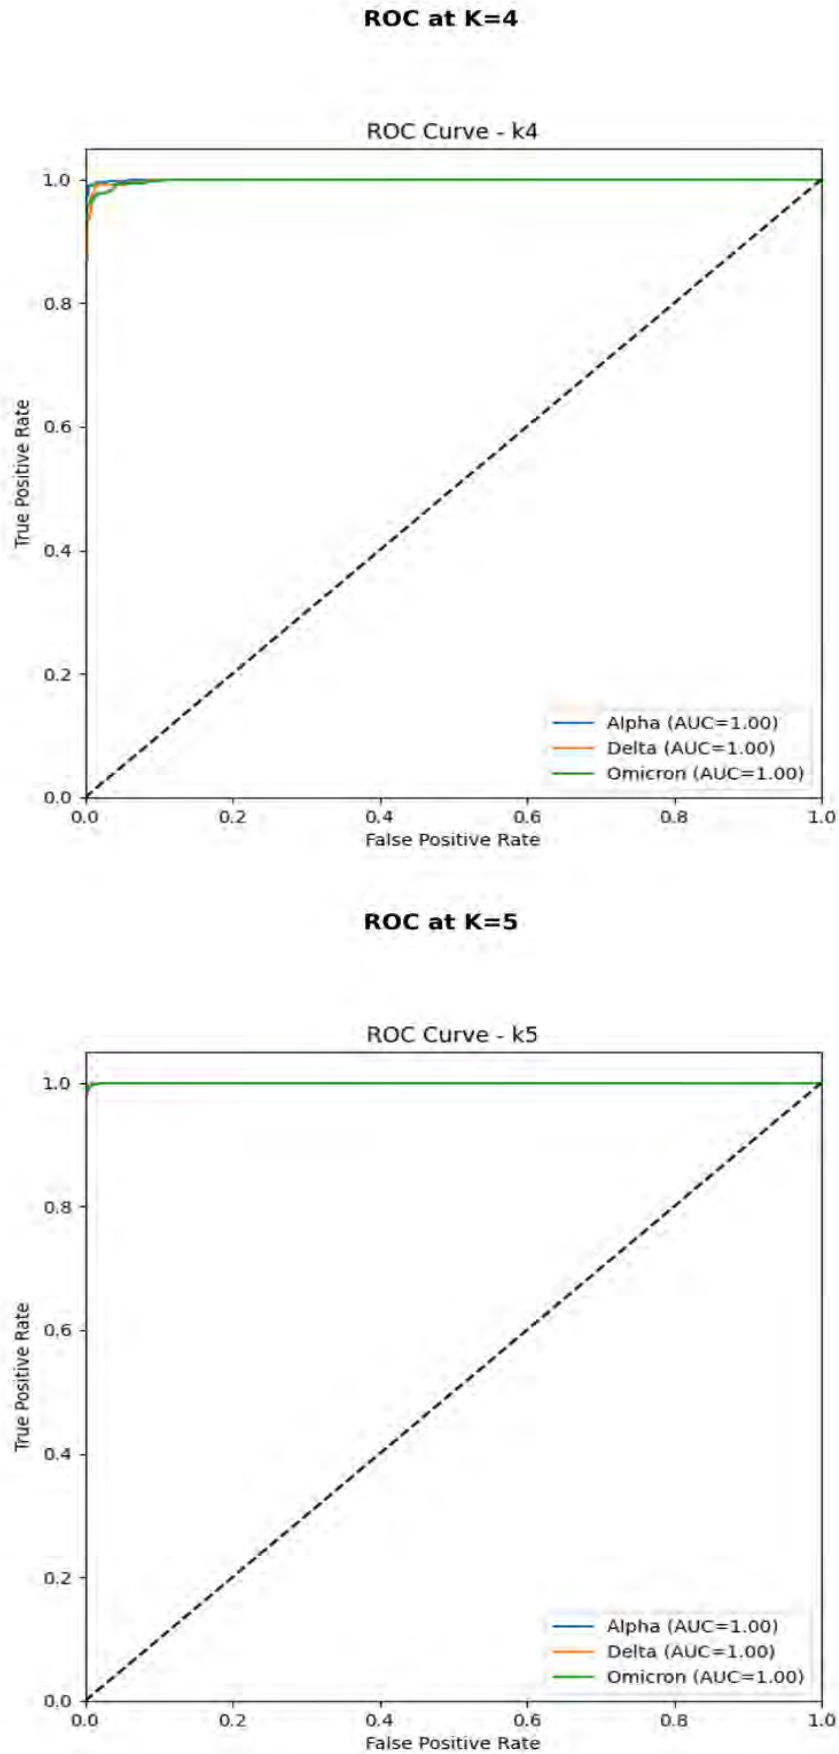 ROC at K=4
ROC Curve - k4
1.0
0.8
0.6
0.4
0.2
0.0
True Positive Rate
Alpha (AUC=1.00)
Delta (AUC=1.00)
Omicron (AUC=1.00)
0.0 0.2 0.4 0.6 0.8 1.0
False Positive Rate
ROC at K=5
ROC Curve - k5
1.0
0.8
0.6
0.4
0.2
0.0
True Positive Rate
Alpha (AUC=1.00)
Delta (AUC=1.00)
Omicron (AUC=1.00)
0.0 0.2 0.4 0.6 0.8 1.0
False Positive Rate